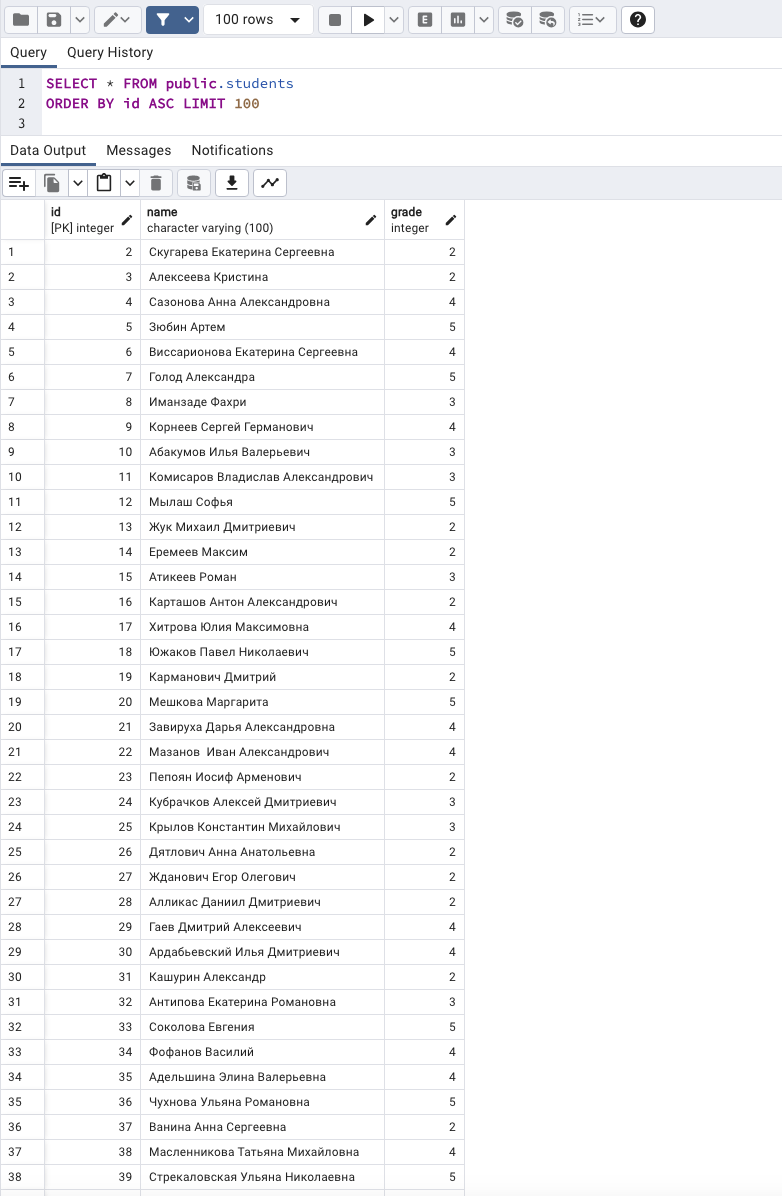 100 rows
Query Query History
1 SELECT * FROM public.students
2 ORDER BY id ASC LIMIT 100
3
Data Output Messages Notifications
id name grade
[PK] integer character varying (100) integer
1 2 Скугарева Екатерина Сергеевна 2
2 3 Алексеева Кристина 2
3 4 Сазонова Анна Александровна 4
4 5 Зюбин Артем 5
5 6 Виссарионова Екатерина Сергеевна 4
6 7 Голод Александра 5
7 8 Иманзаде Фахри 3
8 9 Корнеев Сергей Германович 4
9 10 Абакумов Илья Валерьевич 3
10 11 Комисаров Владислав Александрович 3
11 12 Мылаш Софья 5
12 13 Жук Михаил Дмитриевич 2
13 14 Еремеев Максим 2
14 15 Атикеев Роман 3
15 16 Карташов Антон Александрович 2
16 17 Хитрова Юлия Максимовна 4
17 18 Южаков Павел Николаевич 5
18 19 Карманович Дмитрий 2
19 20 Мешкова Маргарита 5
20 21 Завируха Дарья Александровна 4
21 22 Мазанов  Иван Александрович 4
22 23 Пепоян Иосиф Арменович 2
23 24 Кубрачков Алексей Дмитриевич 3
24 25 Крылов Константин Михайлович 3
25 26 Дятлович Анна Анатольевна 2
26 27 Жданович Егор Олегович 2
27 28 Алликас Даниил Дмитриевич 2
28 29 Гаев Дмитрий Алексеевич 4
29 30 Ардабьевский Илья Дмитриевич 4
30 31 Кашурин Александр 2
31 32 Антипова Екатерина Романовна 3
32 33 Соколова Евгения 5
33 34 Фофанов Василий 4
34 35 Адельшина Элина Валерьевна 4
35 36 Чухнова Ульяна Романовна 5
36 37 Ванина Анна Сергеевна 2
37 38 Масленникова Татьяна Михайловна 4
38 39 Стрекаловская Ульяна Николаевна 5